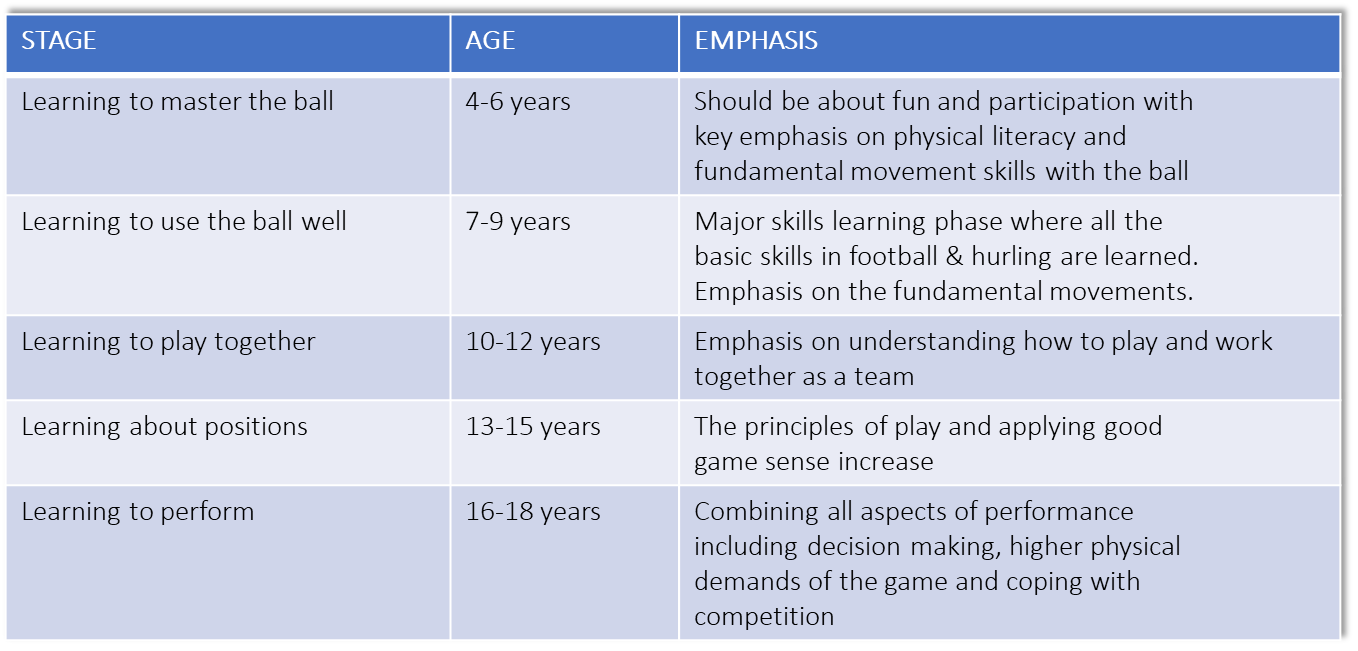 STAGE AGE EMPHASIS
Learning to master the ball 4-6 years Should be about fun and participation with
key emphasis on physical literacy and
fundamental movement skills with the ball
Learning to use the ball well 7-9 years Major skills learning phase where all the
basic skills in football & hurling are learned.
Emphasis on the fundamental movements.
Learning to play together 10-12 years Emphasis on understanding how to play and work
together as a team
Learning about positions 13-15 years The principles of play and applying good
game sense increase
Learning to perform 16-18 years Combining all aspects of performance
including decision making, higher physical
demands of the game and coping with
competition